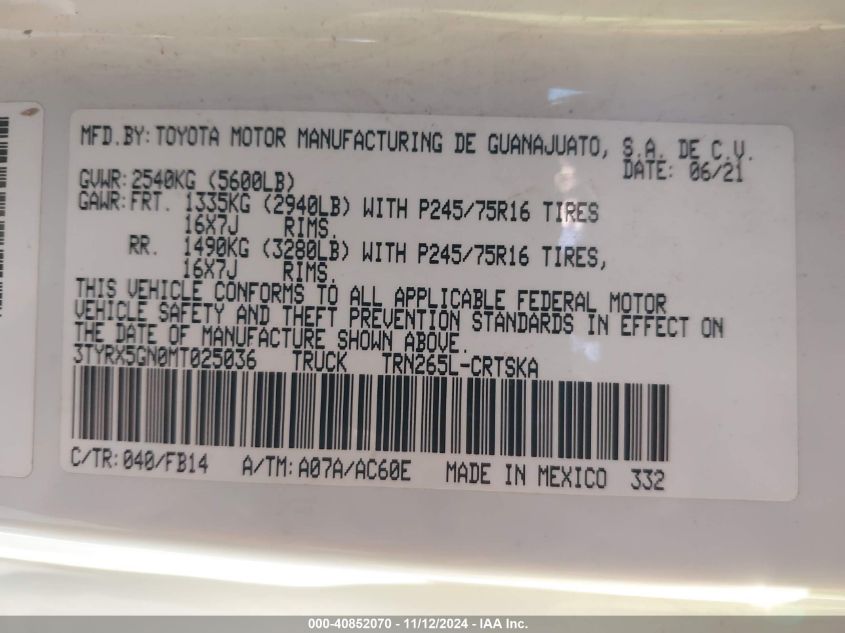 MFD.BY: TOYOTA MOTOR MANUFACTURING DE GUANAJUATO, S.A. DE C.V.
DATE: 06/21
GVWR: 2540KG (5600LB)
GAWR: FRT. 1335KG (2940LB) WITH P245/75R16 TIRES
16X7J RIMS.
RR. 1490KG (3280LB) WITH P245/75R16 TIRES,
16X7J RIMS.
THIS VEHICLE CONFORMS TO ALL APPLICABLE FEDERAL MOTOR
VEHICLE SAFETY AND THEFT PREVENTION STANDARDS IN EFFECT ON
THE DATE OF MANUFACTURE SHOWN ABOVE.
3TYRX5GN0MT025036 TRUCK TRN265L-CRTSKA
C/TR: 040/FB14 A/TM: A07A/AC60E MADE IN MEXICO 332
000-40852070 - 11/12/2024 - IAA Inc.